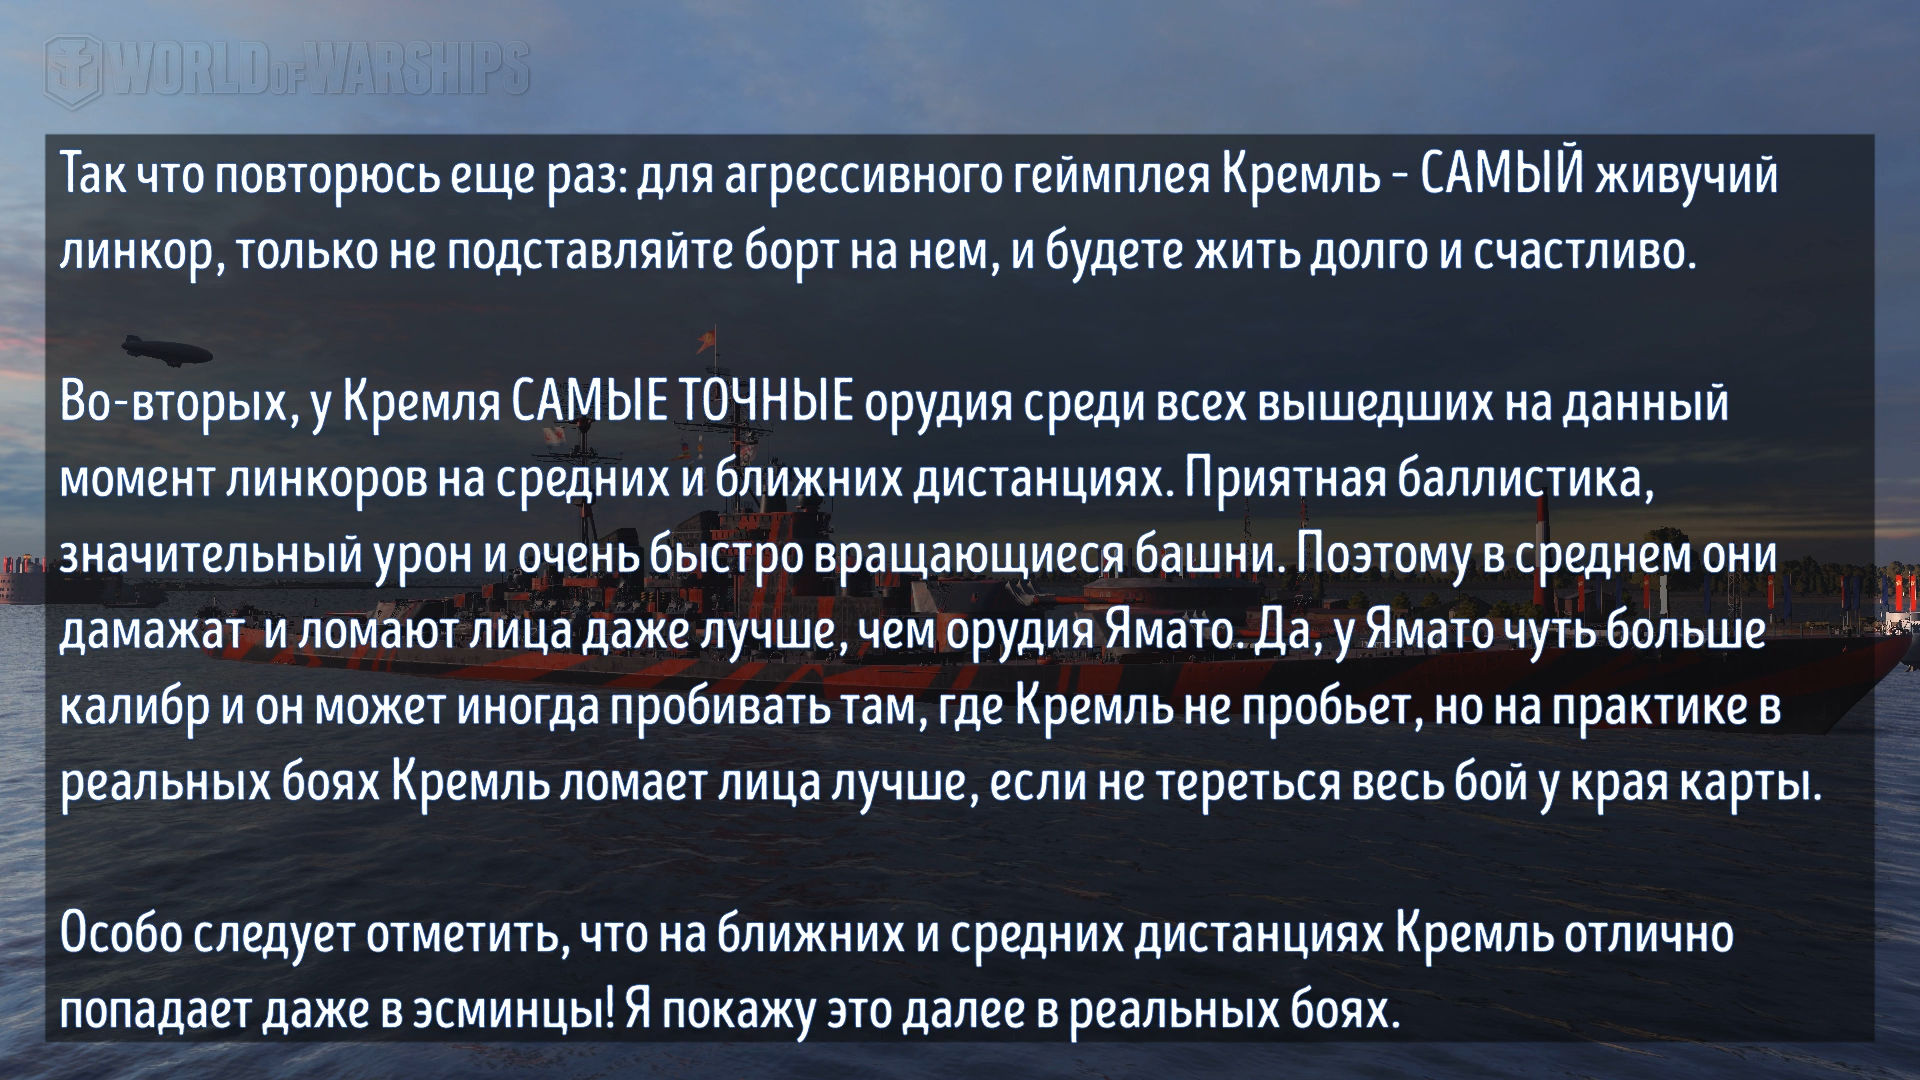 WORLD OF WARSHIPS
Так что повторюсь еще раз: для агрессивного геймплея Кремль - САМЫЙ живучий
линкор, только не подставляйте борт на нем, и будете жить долго и счастливо.
Во-вторых, у Кремля САМЫЕ ТОЧНЫЕ орудия среди всех вышедших на данный
момент линкоров на средних и ближних дистанциях. Приятная баллистика,
значительный урон и очень быстро вращающиеся башни. Поэтому в среднем они
дамажат и ломают лица даже лучше, чем орудия Ямато. Да, у Ямато чуть больше
калибр и он может иногда пробивать там, где Кремль не пробьет, но на практике в
реальных боях Кремль ломает лица лучше, если не тереться весь бой у края карты.
Особо следует отметить, что на ближних и средних дистанциях Кремль отлично
попадает даже в эсминцы! Я покажу это далее в реальных боях.